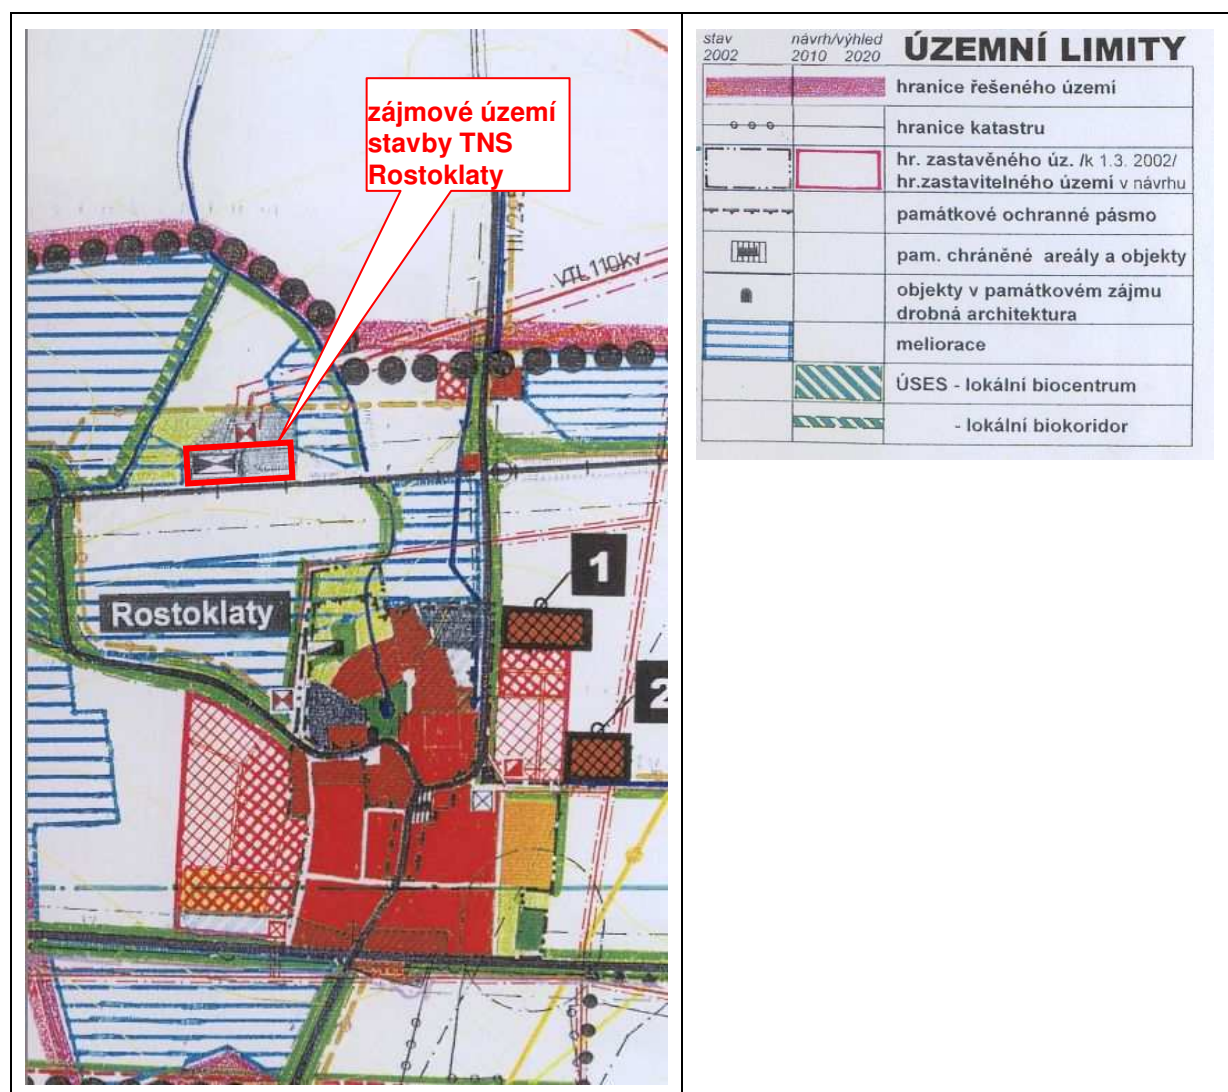 zájmové území
stavby TNS
Rostoklaty
VTL 110kv
1
Rostoklaty
2
stav
2002
návrh/výhled
2010 2020
ÚZEMNÍ LIMITY
hranice řešeného území
hranice katastru
hr. zastavěného úz. /k 1.3. 2002/
hr.zastavitelného území v návrhu
památkové ochranné pásmo
pam. chráněné areály a objekty
objekty v památkovém zájmu
drobná architektura
meliorace
ÚSES - lokální biocentrum
- lokální biokoridor